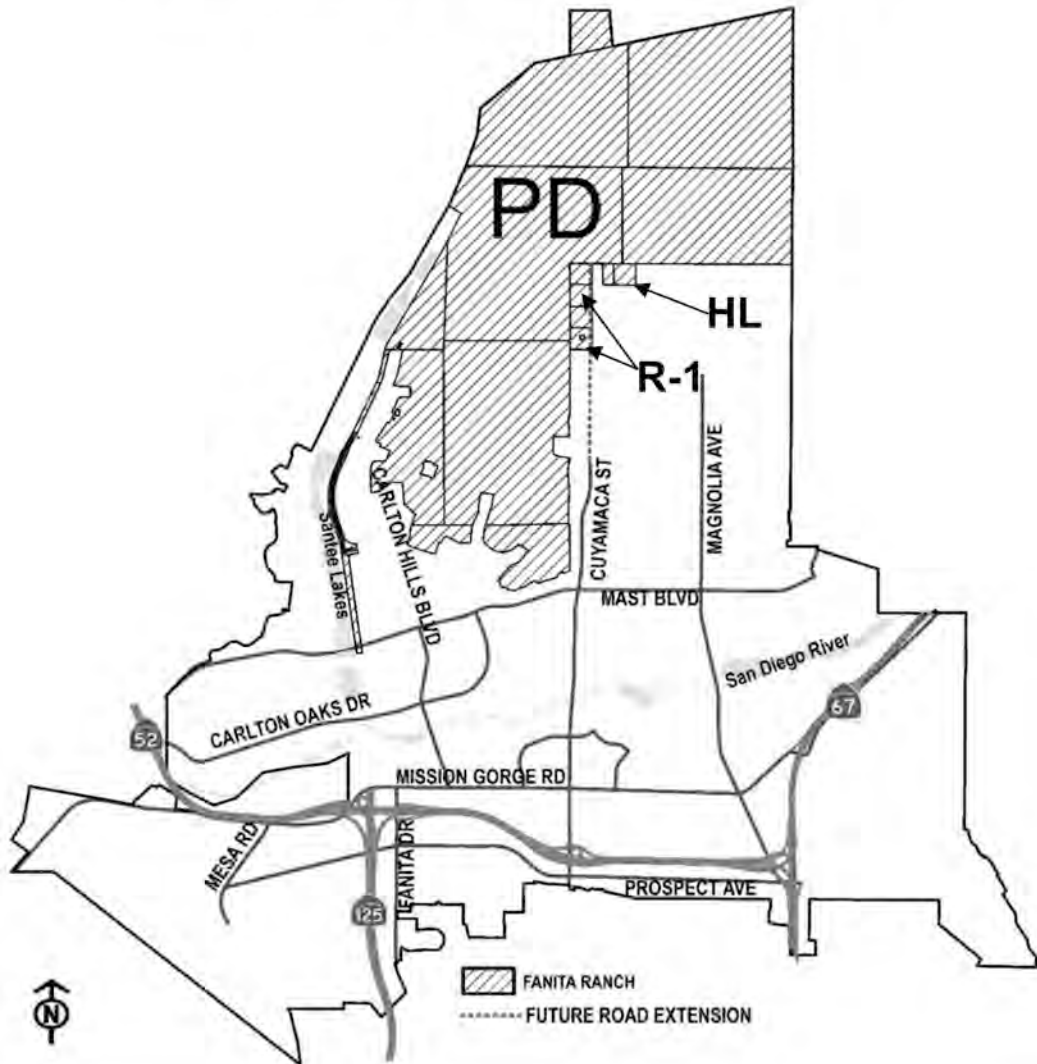 PD
HL
R-1
MAGNOLIA AVE
CUYAMACA ST
CARLTON HILLS BLVD
Santee Lakes
MAST BLVD
San Diego River
67
CARLTON OAKS DR
52
MISSION GORGE RD
MESA RD
FANITA DR
PROSPECT AVE
125
FANITA RANCH
FUTURE ROAD EXTENSION
N